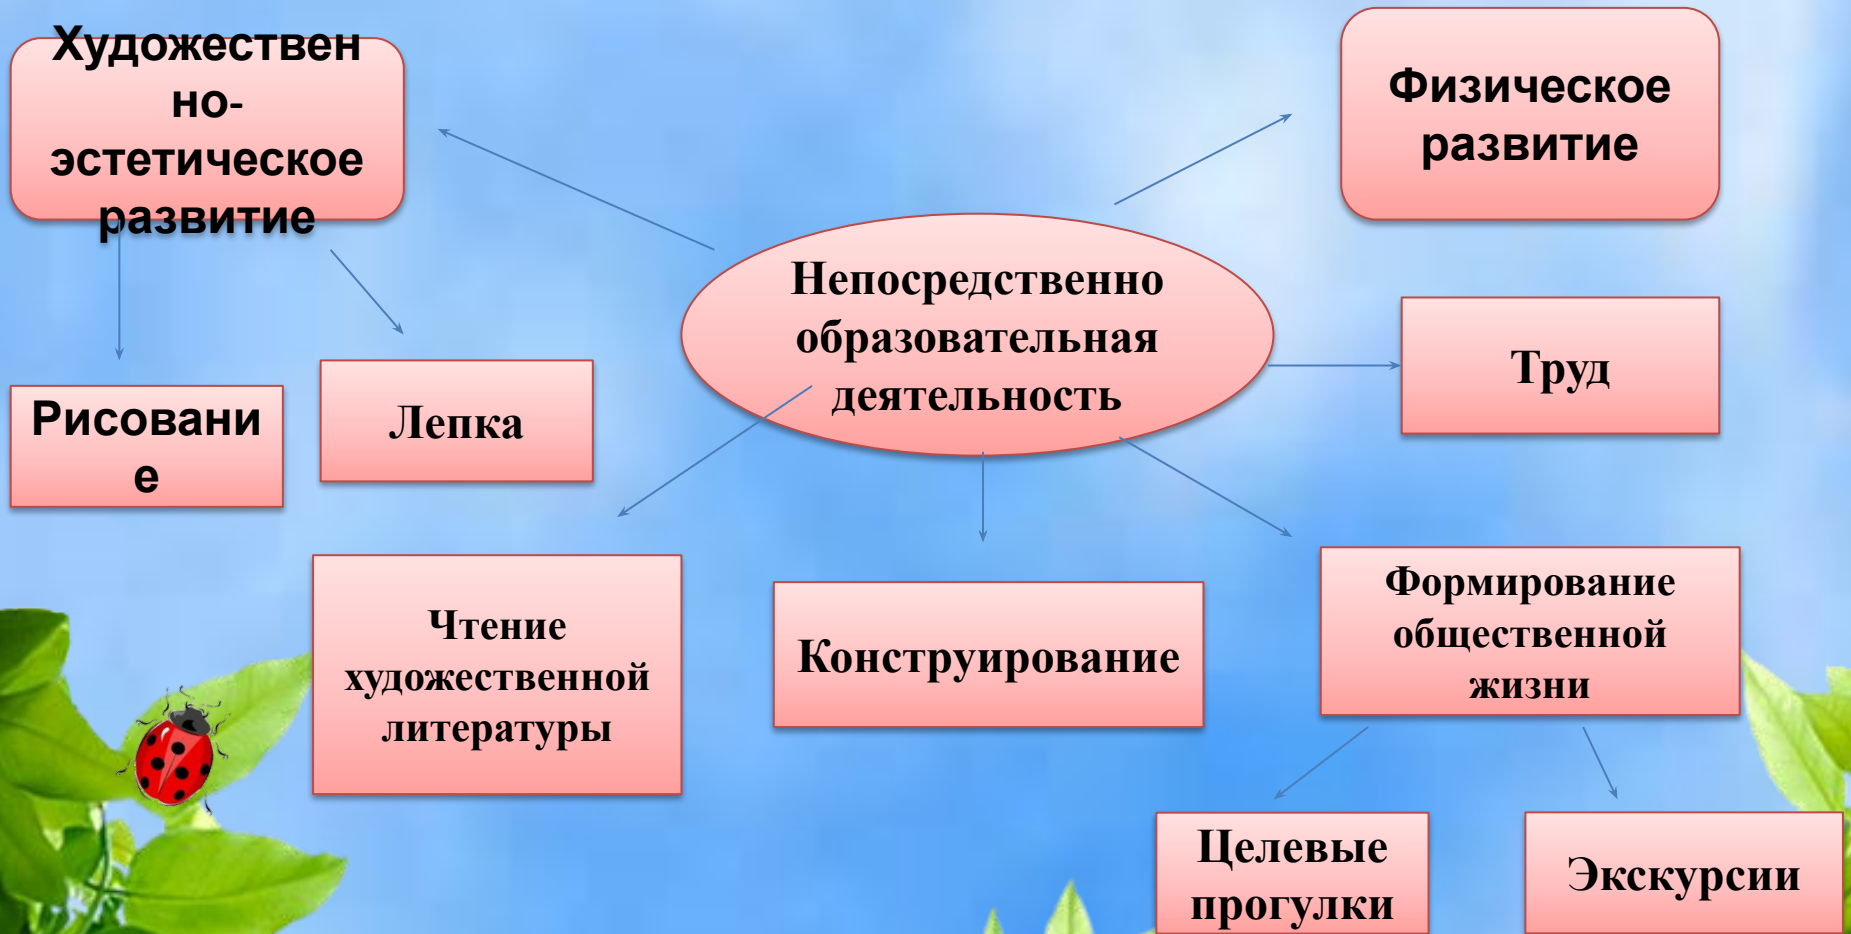 Художествен
но-
эстетическое
развитие
Физическое
развитие
Непосредственно
образовательная
деятельность
Труд
Рисовани
е
Лепка
Чтение
художественной
литературы
Конструирование
Формирование
общественной
жизни
Целевые
прогулки
Экскурсии